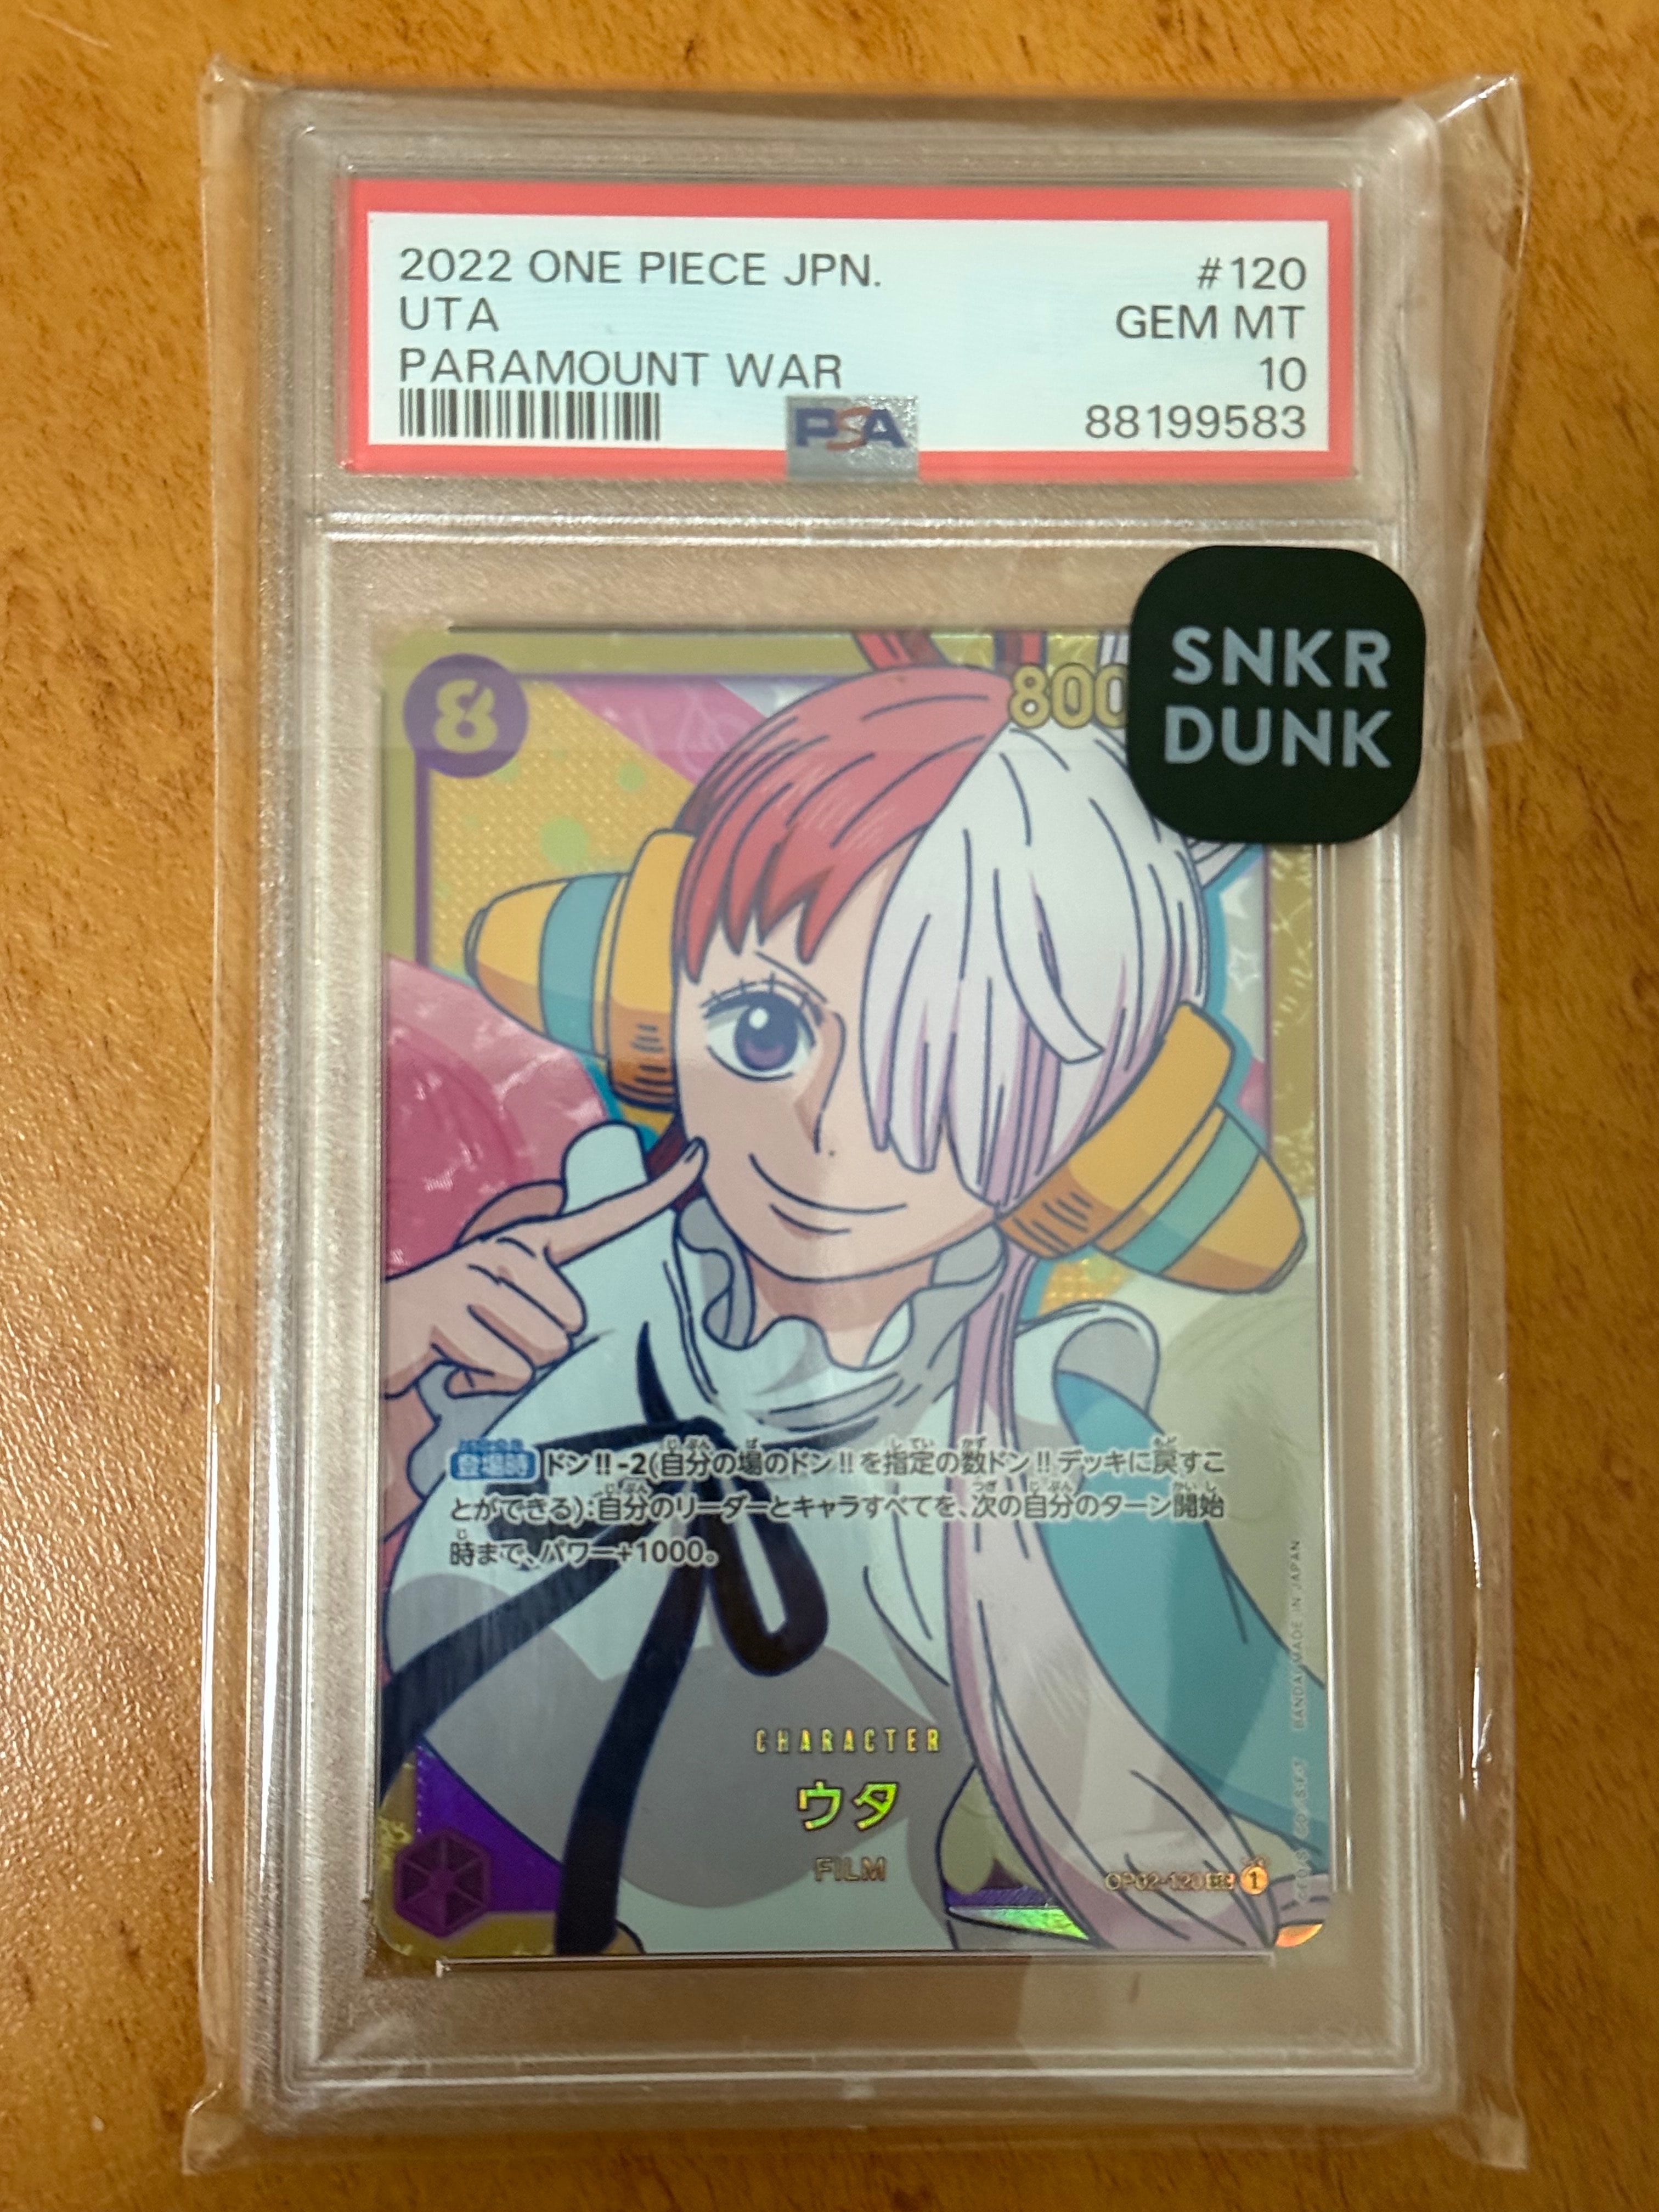 2022 ONE PIECE JPN. #120
UTA GEM MT
PARAMOUNT WAR 10
PSA 88199583
SNKR
DUNK
8
800
登場時 ドン!!-2(自分の場のドン!!を指定の数ドン!!デッキに戻すこ
とができる):自分のリーダーとキャラすべてを、次の自分のターン開始
時まで、パワー+1000。
CHARACTER
ウタ
FILM
OP02-120 SEC 1
MADE IN JAPAN